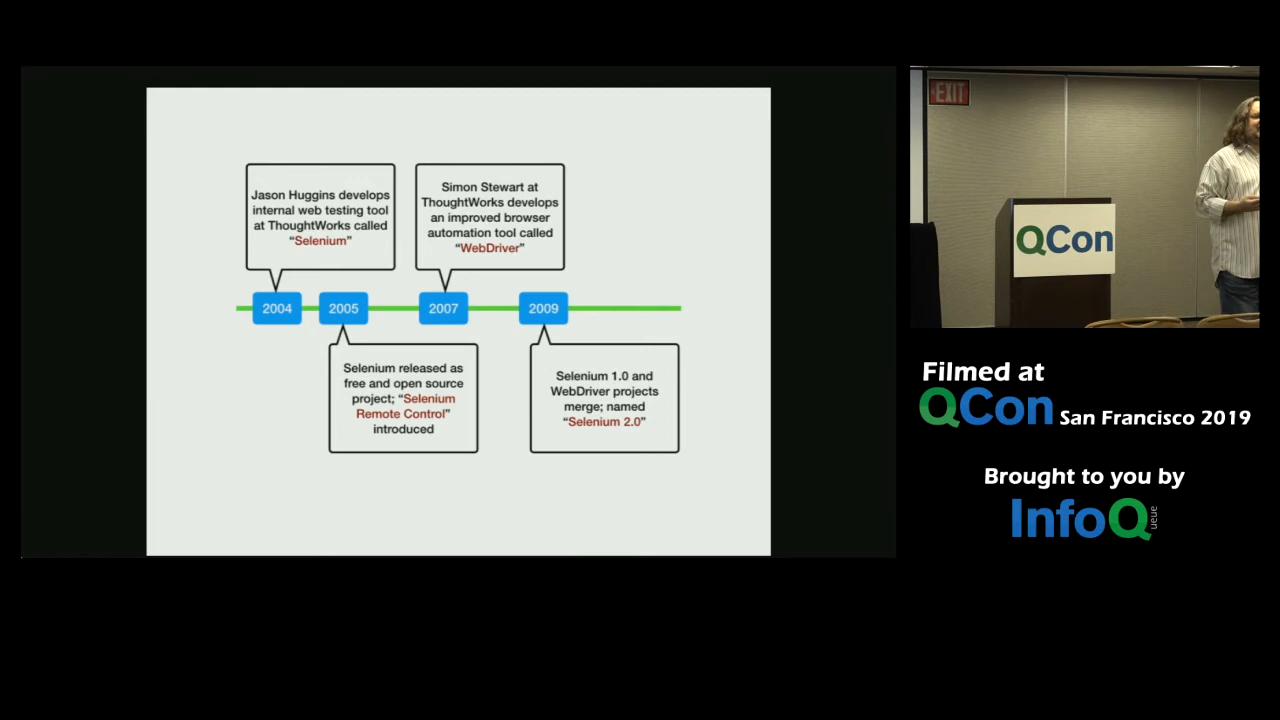 Jason Huggins develops
internal web testing tool
at ThoughtWorks called
“Selenium”
Simon Stewart at
ThoughtWorks develops
an improved browser
automation tool called
“WebDriver”
2004
2005
2007
2009
Selenium released as
free and open source
project; “Selenium
Remote Control”
introduced
Selenium 1.0 and
WebDriver projects
merge; named
“Selenium 2.0”
EXIT
QCon
Filmed at
QCon San Francisco 2019
Brought to you by
InfoQ
ueue